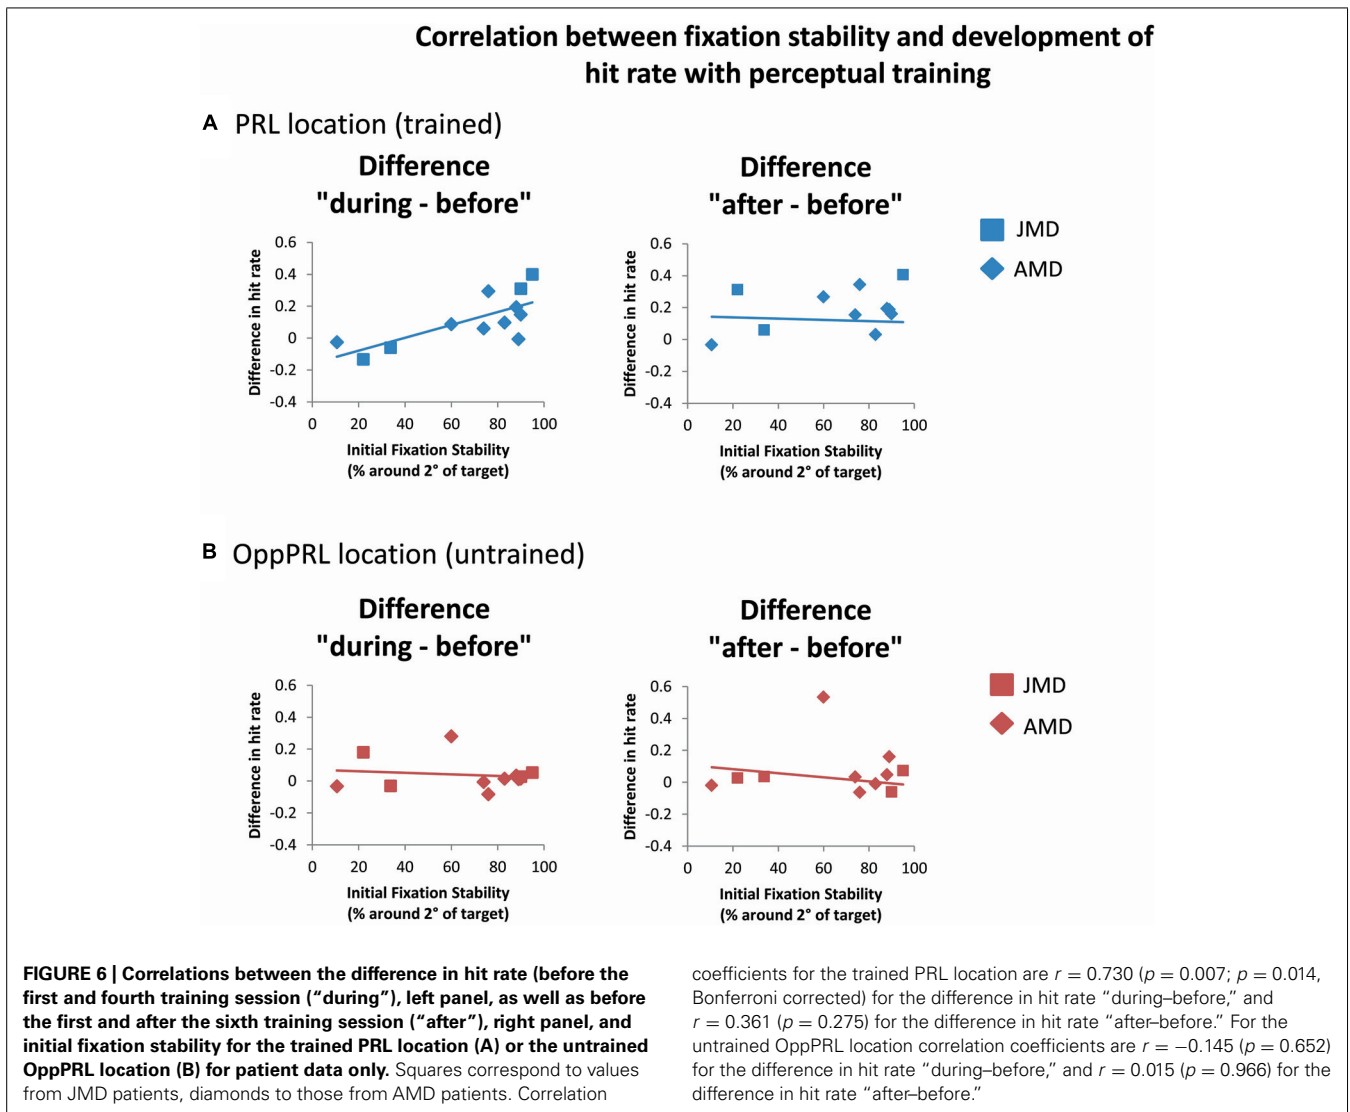 Correlation between fixation stability and development of
hit rate with perceptual training
A PRL location (trained)
Difference
"during - before"
Difference in hit rate
0.6
0.4
0.2
0
-0.2
-0.4
0 20 40 60 80 100
Initial Fixation Stability
(% around 2° of target)
Difference
"after - before"
Difference in hit rate
0.6
0.4
0.2
0
-0.2
-0.4
0 20 40 60 80 100
Initial Fixation Stability
(% around 2° of target)
JMD
AMD
B OppPRL location (untrained)
Difference
"during - before"
Difference in hit rate
0.6
0.4
0.2
0
-0.2
-0.4
0 20 40 60 80 100
Initial Fixation Stability
(% around 2° of target)
Difference
"after - before"
Difference in hit rate
0.6
0.4
0.2
0
-0.2
-0.4
0 20 40 60 80 100
Initial Fixation Stability
(% around 2° of target)
JMD
AMD
FIGURE 6 | Correlations between the difference in hit rate (before the
first and fourth training session (“during”), left panel, as well as before
the first and after the sixth training session (“after”), right panel, and
initial fixation stability for the trained PRL location (A) or the untrained
OppPRL location (B) for patient data only. Squares correspond to values
from JMD patients, diamonds to those from AMD patients. Correlation
coefficients for the trained PRL location are r = 0.730 (p = 0.007; p = 0.014,
Bonferroni corrected) for the difference in hit rate “during–before,” and
r = 0.361 (p = 0.275) for the difference in hit rate “after–before.” For the
untrained OppPRL location correlation coefficients are r = −0.145 (p = 0.652)
for the difference in hit rate “during–before,” and r = 0.015 (p = 0.966) for the
difference in hit rate “after–before.”